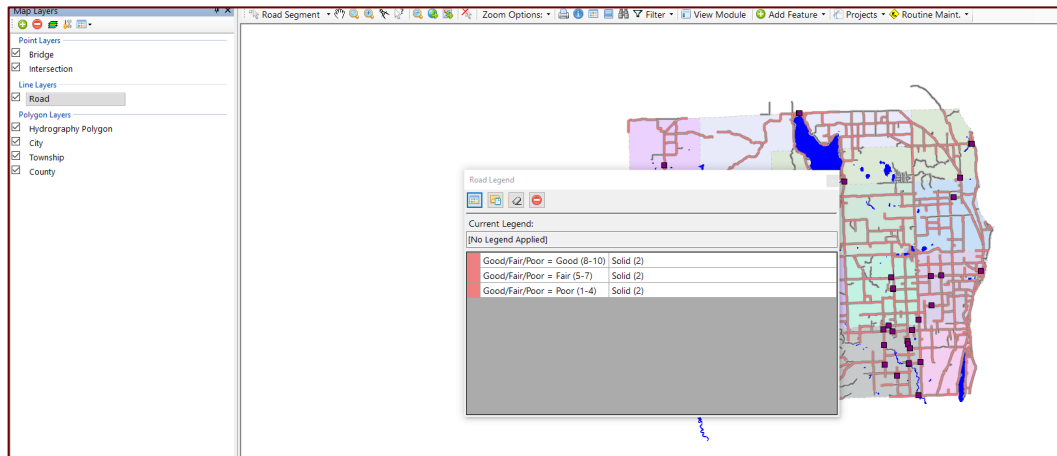 Map Layers
Road Segment Zoom Options: Filter View Module Add Feature Projects Routine Maint.
Point Layers
Bridge
Intersection
Line Layers
Road
Polygon Layers
Hydrography Polygon
City
Township
County
Road Legend
Current Legend:
[No Legend Applied]
Good/Fair/Poor = Good (8-10) Solid (2)
Good/Fair/Poor = Fair (5-7) Solid (2)
Good/Fair/Poor = Poor (1-4) Solid (2)